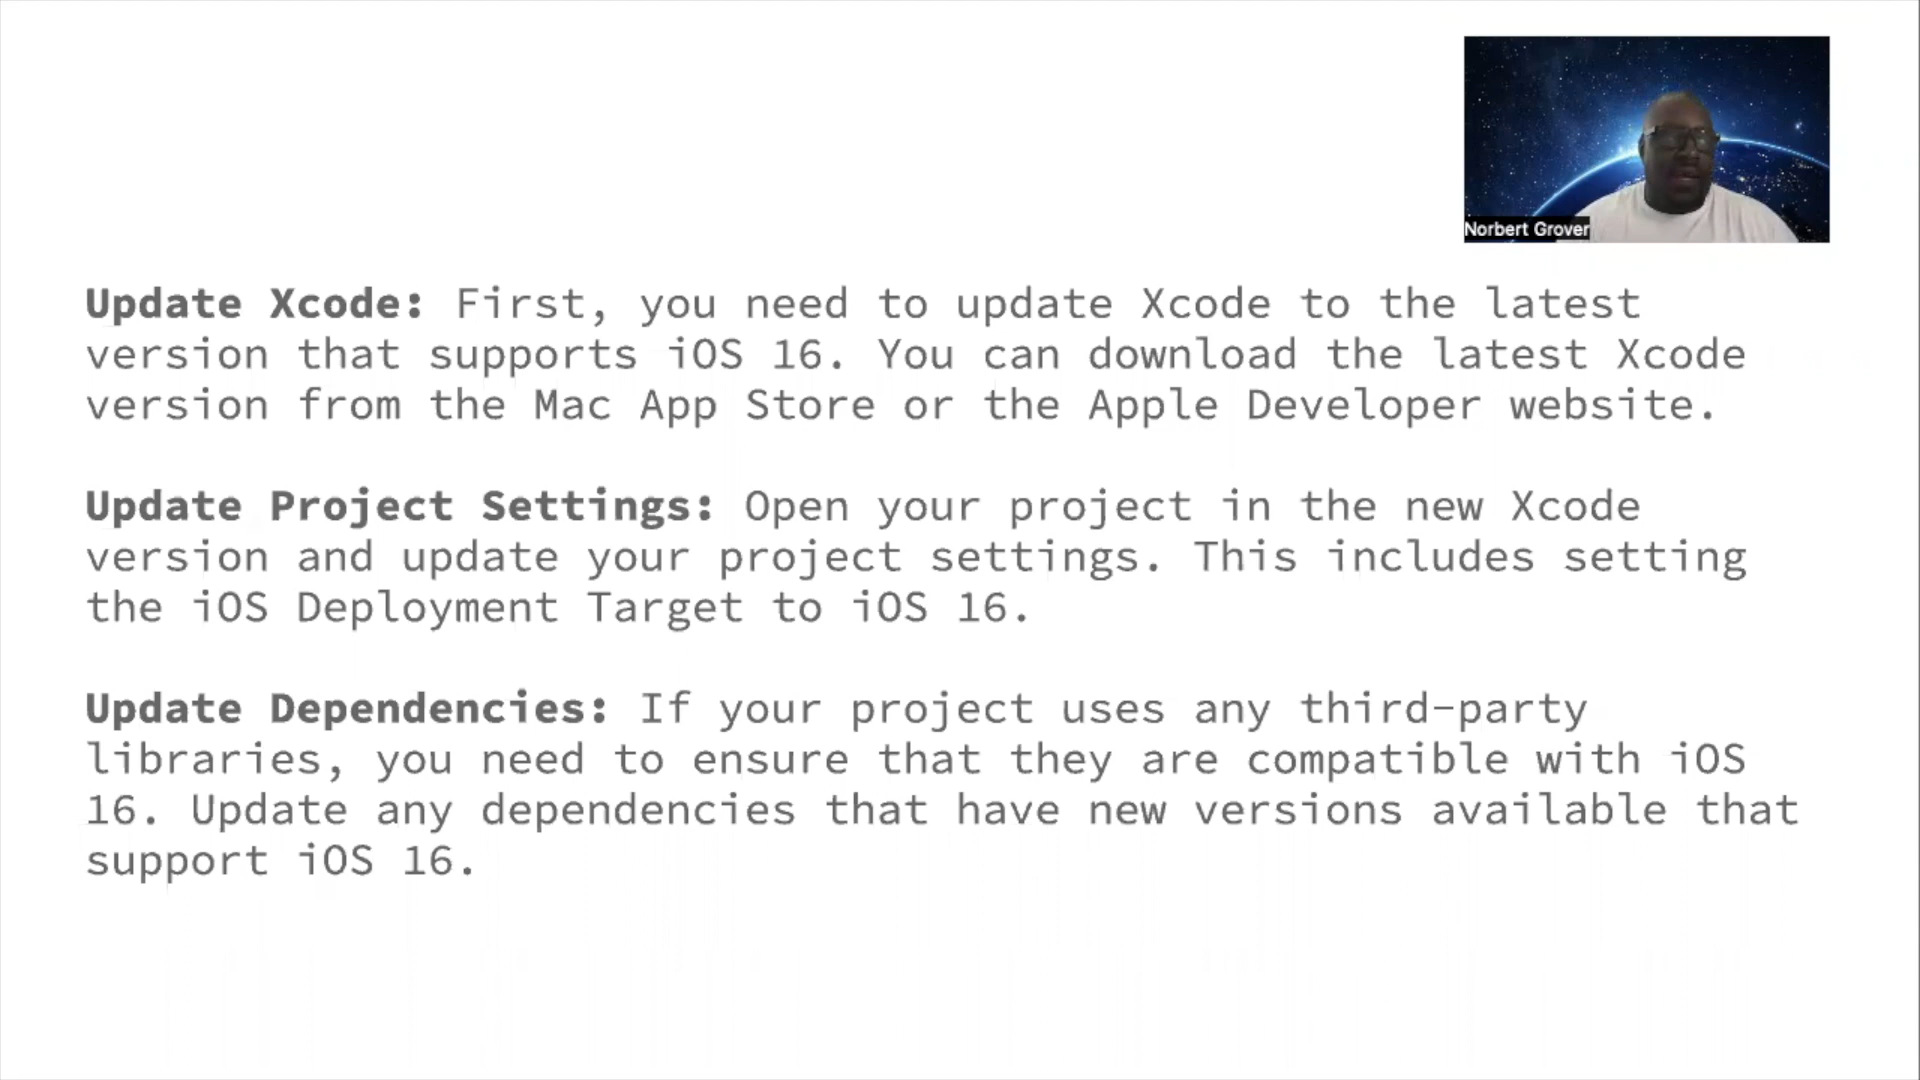 Norbert Grover
Update Xcode: First, you need to update Xcode to the latest
version that supports iOS 16. You can download the latest Xcode
version from the Mac App Store or the Apple Developer website.
Update Project Settings: Open your project in the new Xcode
version and update your project settings. This includes setting
the iOS Deployment Target to iOS 16.
Update Dependencies: If your project uses any third-party
libraries, you need to ensure that they are compatible with iOS
16. Update any dependencies that have new versions available that
support iOS 16.